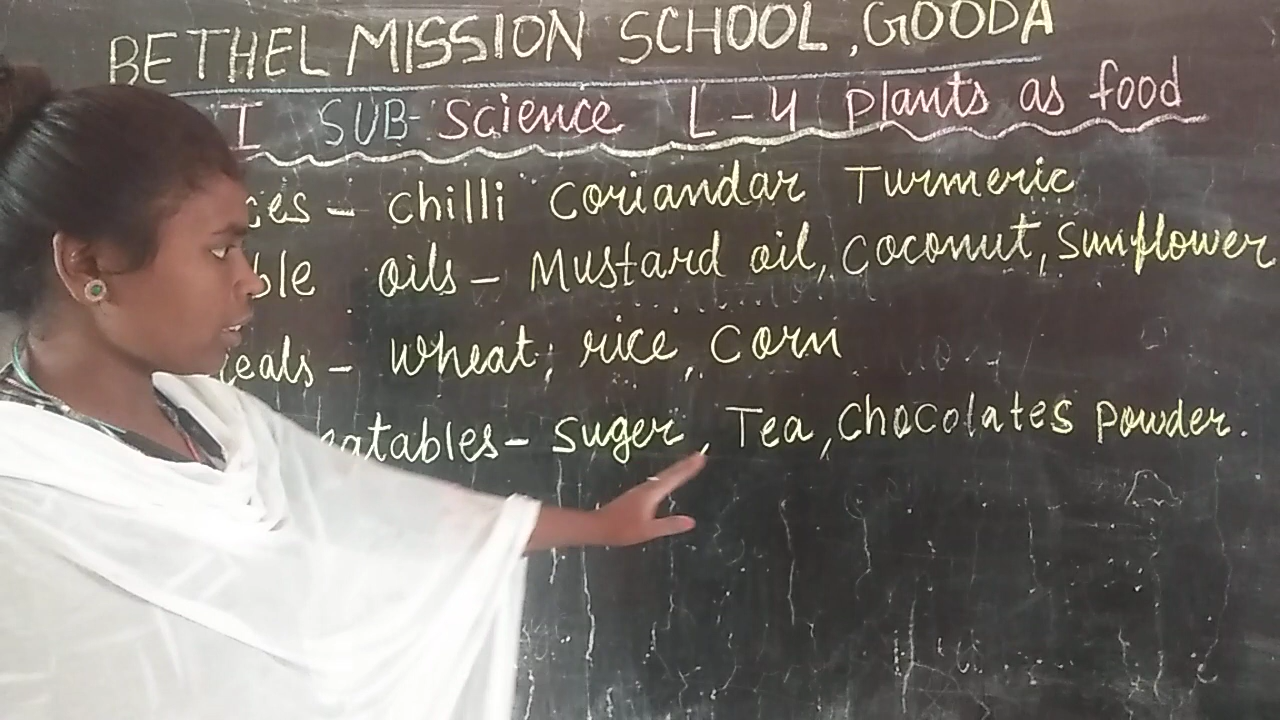 BETHEL MISSION SCHOOL, GOODA
I SUB- Science L-4 plants as food
ces - chilli Coriandar Turmeric
ble oils - Mustard oil, Coconut, Sunflower
eals - wheat, rice, corn
eatables - suger, Tea, chocolates powder.